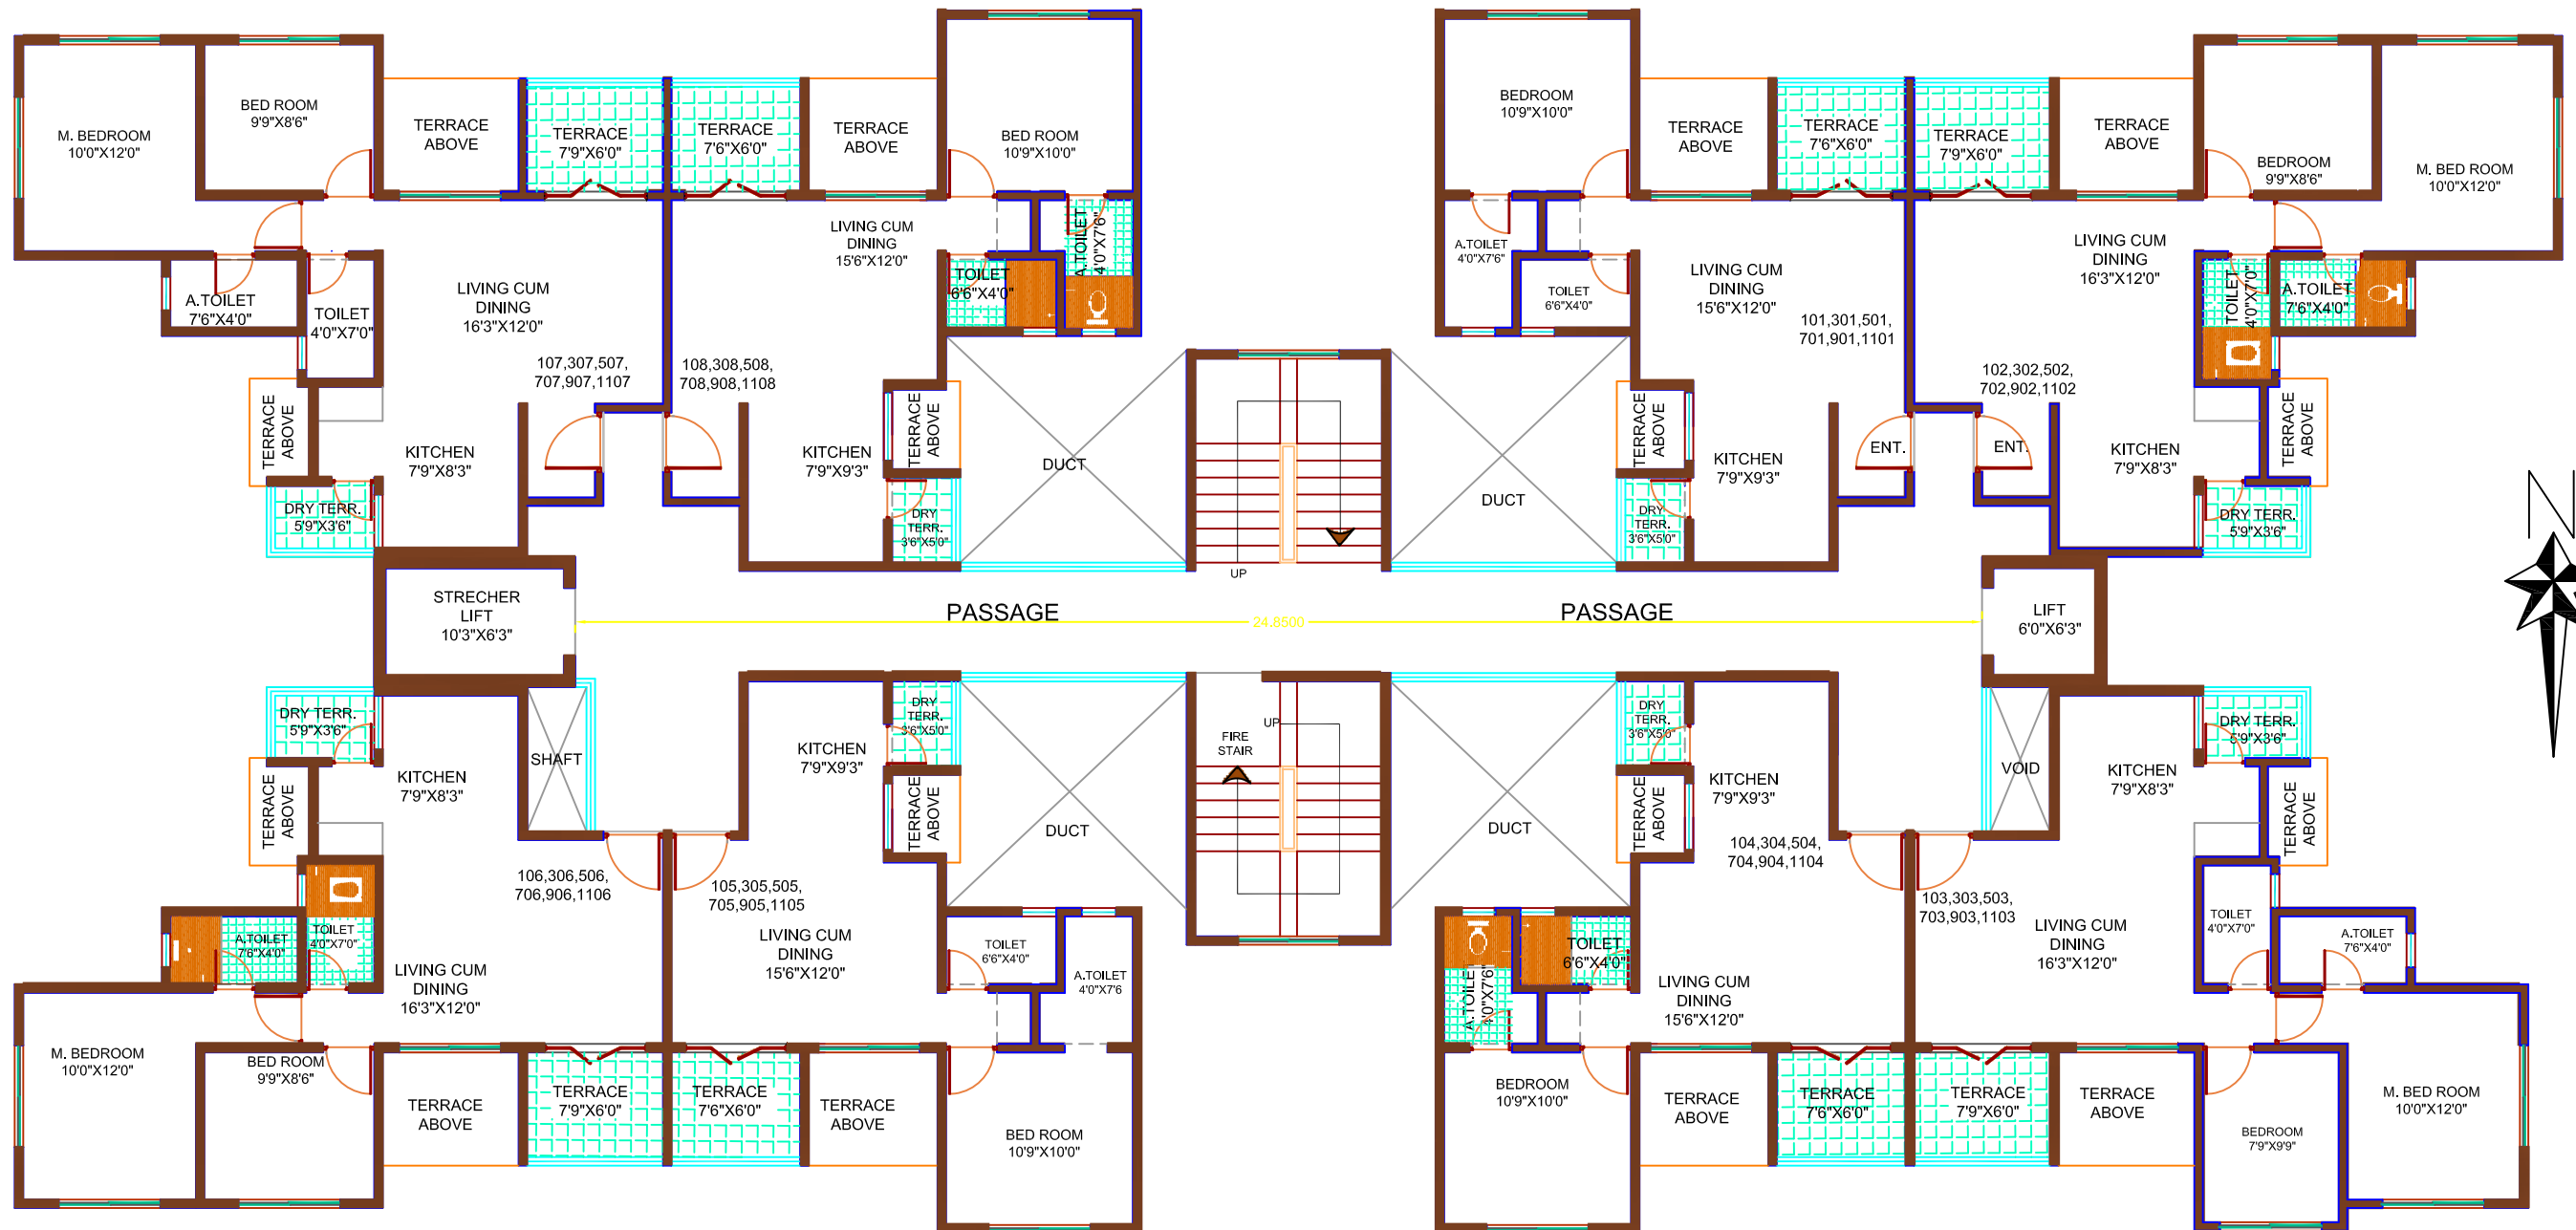 M. BEDROOM
10'0"X12'0"
BED ROOM
9'9"X8'6"
TERRACE
ABOVE
TERRACE
7'9"X6'0"
TERRACE
7'6"X6'0"
TERRACE
ABOVE
BED ROOM
10'9"X10'0"
A.TOILET
7'6"X4'0"
TOILET
4'0"X7'0"
LIVING CUM
DINING
16'3"X12'0"
LIVING CUM
DINING
15'6"X12'0"
TOILET
6'6"X4'0"
A.TOILET
4'0"X7'6"
107,307,507,
707,907,1107
108,308,508,
708,908,1108
TERRACE
ABOVE
KITCHEN
7'9"X8'3"
KITCHEN
7'9"X9'3"
TERRACE
ABOVE
DUCT
DRY TERR.
5'9"X3'6"
DRY
TERR.
3'6"X5'0"
UP
BEDROOM
10'9"X10'0"
TERRACE
ABOVE
TERRACE
7'6"X6'0"
TERRACE
7'9"X6'0"
TERRACE
ABOVE
BEDROOM
9'9"X8'6"
M. BED ROOM
10'0"X12'0"
A.TOILET
4'0"X7'6"
TOILET
6'6"X4'0"
LIVING CUM
DINING
15'6"X12'0"
LIVING CUM
DINING
16'3"X12'0"
TOILET
4'0"X7'0"
A.TOILET
7'6"X4'0"
101,301,501,
701,901,1101
102,302,502,
702,902,1102
DUCT
TERRACE
ABOVE
KITCHEN
7'9"X9'3"
ENT.
ENT.
KITCHEN
7'9"X8'3"
TERRACE
ABOVE
DRY
TERR.
3'6"X5'0"
DRY TERR.
5'9"X3'6"
N
STRECHER
LIFT
10'3"X6'3"
PASSAGE
24.8500
PASSAGE
LIFT
6'0"X6'3"
DRY TERR.
5'9"X3'6"
TERRACE
ABOVE
KITCHEN
7'9"X8'3"
SHAFT
KITCHEN
7'9"X9'3"
DRY
TERR.
3'6"X5'0"
TERRACE
ABOVE
DUCT
UP
FIRE
STAIR
106,306,506,
706,906,1106
105,305,505,
705,905,1105
A.TOILET
7'6"X4'0"
TOILET
4'0"X7'0"
LIVING CUM
DINING
16'3"X12'0"
LIVING CUM
DINING
15'6"X12'0"
TOILET
6'6"X4'0"
A.TOILET
4'0"X7'6
M. BEDROOM
10'0"X12'0"
BED ROOM
9'9"X8'6"
TERRACE
ABOVE
TERRACE
7'9"X6'0"
TERRACE
7'6"X6'0"
TERRACE
ABOVE
BED ROOM
10'9"X10'0"
DUCT
DRY
TERR.
3'6"X5'0"
TERRACE
ABOVE
KITCHEN
7'9"X9'3"
VOID
KITCHEN
7'9"X8'3"
DRY TERR.
5'9"X3'6"
TERRACE
ABOVE
104,304,504,
704,904,1104
103,303,503,
703,903,1103
A.TOILET
4'0"X7'6"
TOILET
6'6"X4'0"
LIVING CUM
DINING
15'6"X12'0"
LIVING CUM
DINING
16'3"X12'0"
TOILET
4'0"X7'0"
A.TOILET
7'6"X4'0"
BEDROOM
10'9"X10'0"
TERRACE
ABOVE
TERRACE
7'6"X6'0"
TERRACE
7'9"X6'0"
TERRACE
ABOVE
BEDROOM
7'9"X9'9"
M. BED ROOM
10'0"X12'0"